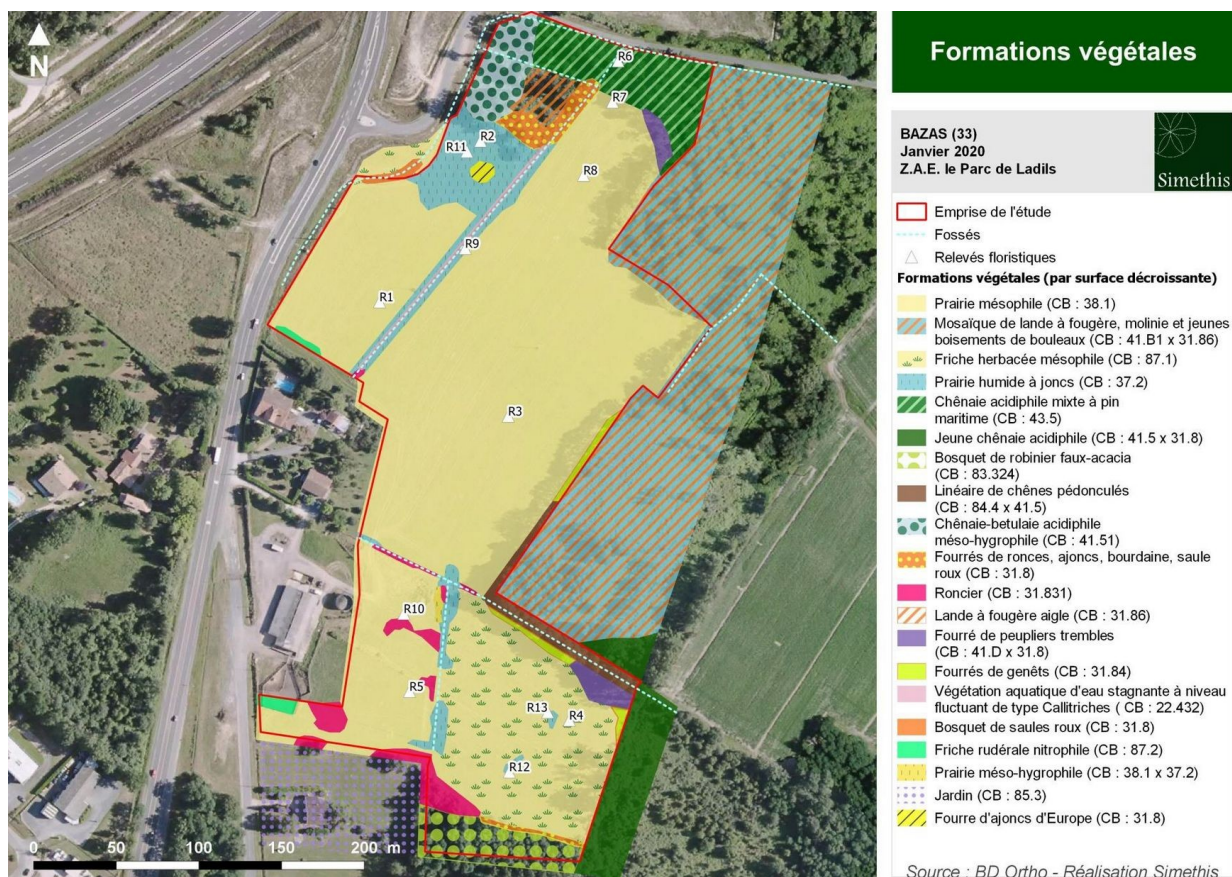 Formations végétales
BAZAS (33)
Janvier 2020
Z.A.E. le Parc de Ladils
Simethis
Emprise de l'étude
Fossés
Relevés floristiques
Formations végétales (par surface décroissante)
Prairie mésophile (CB : 38.1)
Mosaïque de lande à fougère, molinie et jeunes
boisements de bouleaux (CB : 41.B1 x 31.86)
Friche herbacée mésophile (CB : 87.1)
Prairie humide à joncs (CB : 37.2)
Chênaie acidiphile mixte à pin
maritime (CB : 43.5)
Jeune chênaie acidiphile (CB : 41.5 x 31.8)
Bosquet de robinier faux-acacia
(CB : 83.324)
Linéaire de chênes pédonculés
(CB : 84.4 x 41.5)
Chênaie-betulaie acidiphile
méso-hygrophile (CB : 41.51)
Fourrés de ronces, ajoncs, bourdaine, saule
roux (CB : 31.8)
Roncier (CB : 31.831)
Lande à fougère aigle (CB : 31.86)
Fourré de peupliers trembles
(CB : 41.D x 31.8)
Fourrés de genêts (CB : 31.84)
Végétation aquatique d'eau stagnante à niveau
fluctuant de type Callitriches ( CB : 22.432)
Bosquet de saules roux (CB : 31.8)
Friche rudérale nitrophile (CB : 87.2)
Prairie méso-hygrophile (CB : 38.1 x 37.2)
Jardin (CB : 85.3)
Fourre d'ajoncs d'Europe (CB : 31.8)
Source : BD Ortho - Réalisation Simethis
N
R6
R7
R2
R11
R8
R9
R1
R3
R10
R5
R13
R4
R12
0 50 100 150 200 m